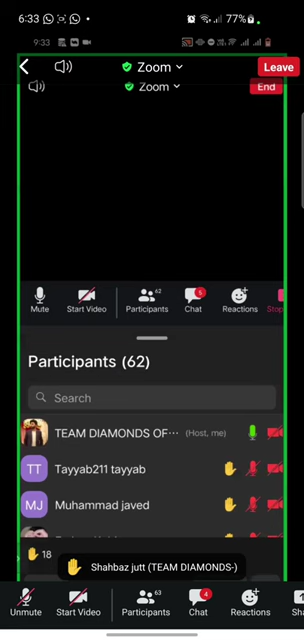 6:33 77%
9:33
Zoom Leave
Zoom End
62
5
Mute Start Video Participants Chat Reactions Stop
Participants (62)
Search
TEAM DIAMONDS OF... (Host, me)
TT Tayyab211 tayyab
MJ Muhammad javed
18
Shahbaz jutt (TEAM DIAMONDS-)
63
4
Unmute Start Video Participants Chat Reactions Sha